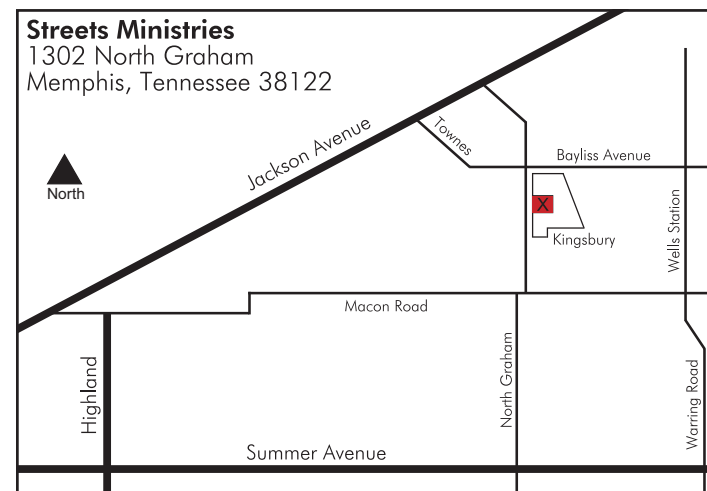 Streets Ministries
1302 North Graham
Memphis, Tennessee 38122
Jackson Avenue
Townes
Bayliss Avenue
North
X
Kingsbury
Wells Station
Macon Road
Highland
North Graham
Warring Road
Summer Avenue